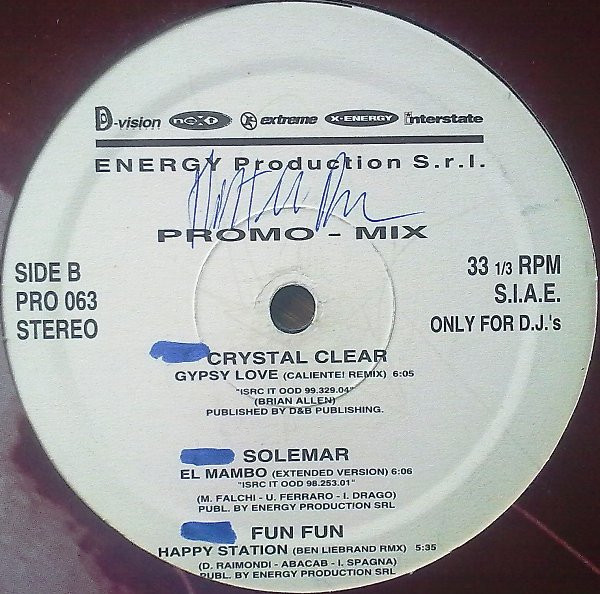 D-vision next extreme X-ENERGY interstate
ENERGY Production S.r.l.
PROMO - MIX
SIDE B
PRO 063
STEREO
33 1/3 RPM
S.I.A.E.
ONLY FOR D.J.'s
CRYSTAL CLEAR
GYPSY LOVE (CALIENTE! REMIX) 6:05
"ISRC IT OOD 99.329.04"
(BRIAN ALLEN)
PUBLISHED BY D&B PUBLISHING.
SOLEMAR
EL MAMBO (EXTENDED VERSION) 6:06
"ISRC IT OOD 98.253.01"
(M. FALCHI - U. FERRARO - I. DRAGO)
PUBL. BY ENERGY PRODUCTION SRL
FUN FUN
HAPPY STATION (BEN LIEBRAND RMX) 5:35
(D. RAIMONDI - ABACAB - I. SPAGNA)
PUBL. BY ENERGY PRODUCTION SRL